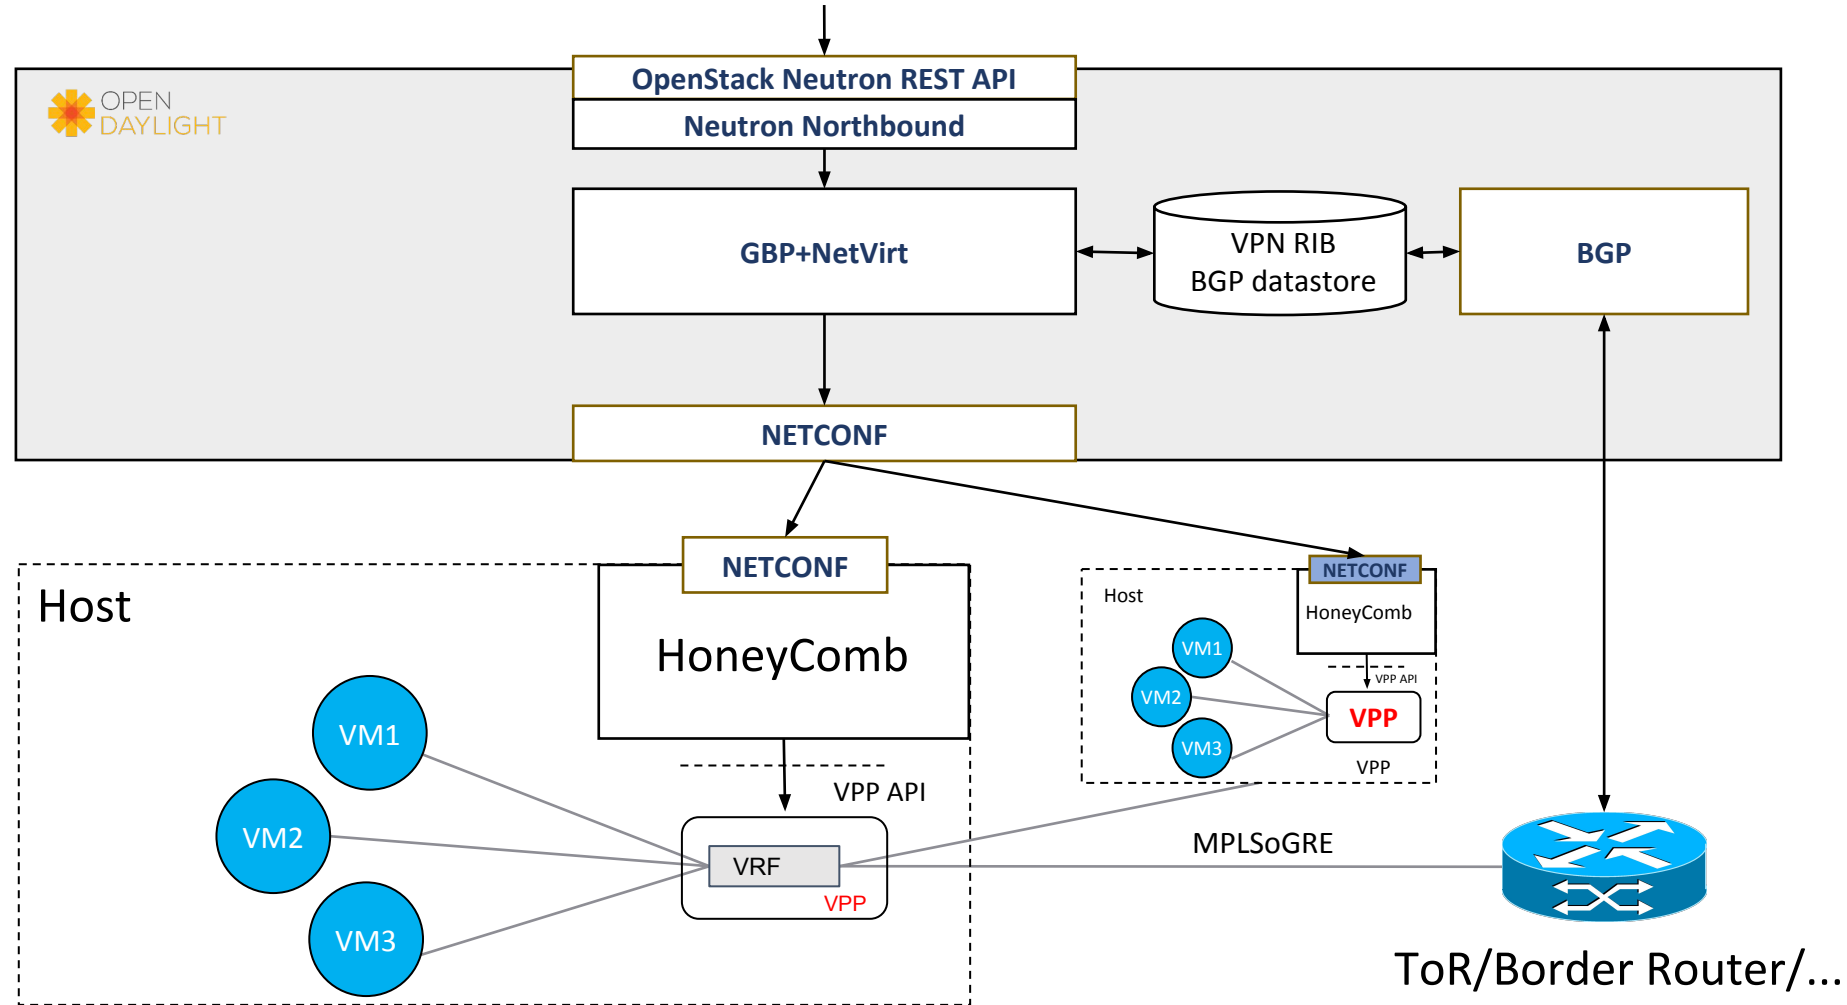 OpenStack Neutron REST API
OPEN
DAYLIGHT
Neutron Northbound
GBP+NetVirt
VPN RIB
BGP datastore
BGP
NETCONF
NETCONF
Host
HoneyComb
VM1
VM2
VM3
VPP API
VRF
VPP
NETCONF
Host
HoneyComb
VM1
VM2
VM3
VPP API
VPP
VPP
MPLSoGRE
ToR/Border Router/...